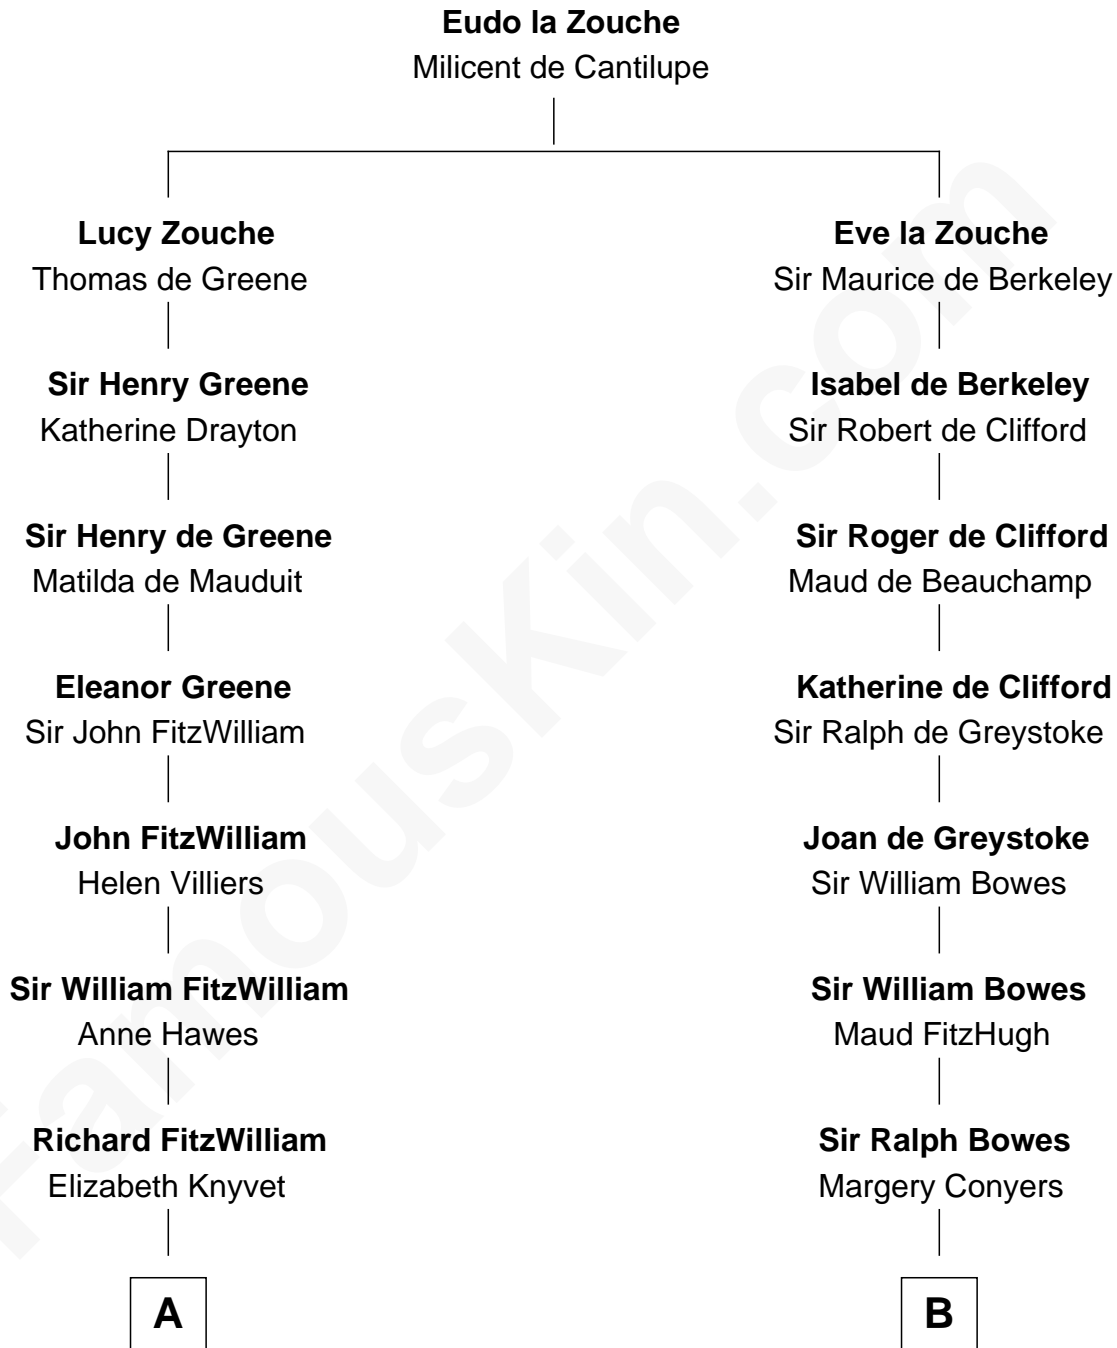 Eudo la Zouche
Milicent de Cantilupe
Lucy Zouche
Thomas de Greene
Sir Henry Greene
Katherine Drayton
Sir Henry de Greene
Matilda de Mauduit
Eleanor Greene
Sir John FitzWilliam
John FitzWilliam
Helen Villiers
Sir William FitzWilliam
Anne Hawes
Richard FitzWilliam
Elizabeth Knyvet
A
Eve la Zouche
Sir Maurice de Berkeley
Isabel de Berkeley
Sir Robert de Clifford
Sir Roger de Clifford
Maud de Beauchamp
Katherine de Clifford
Sir Ralph de Greystoke
Joan de Greystoke
Sir William Bowes
Sir William Bowes
Maud FitzHugh
Sir Ralph Bowes
Margery Conyers
B
FamousKin.com